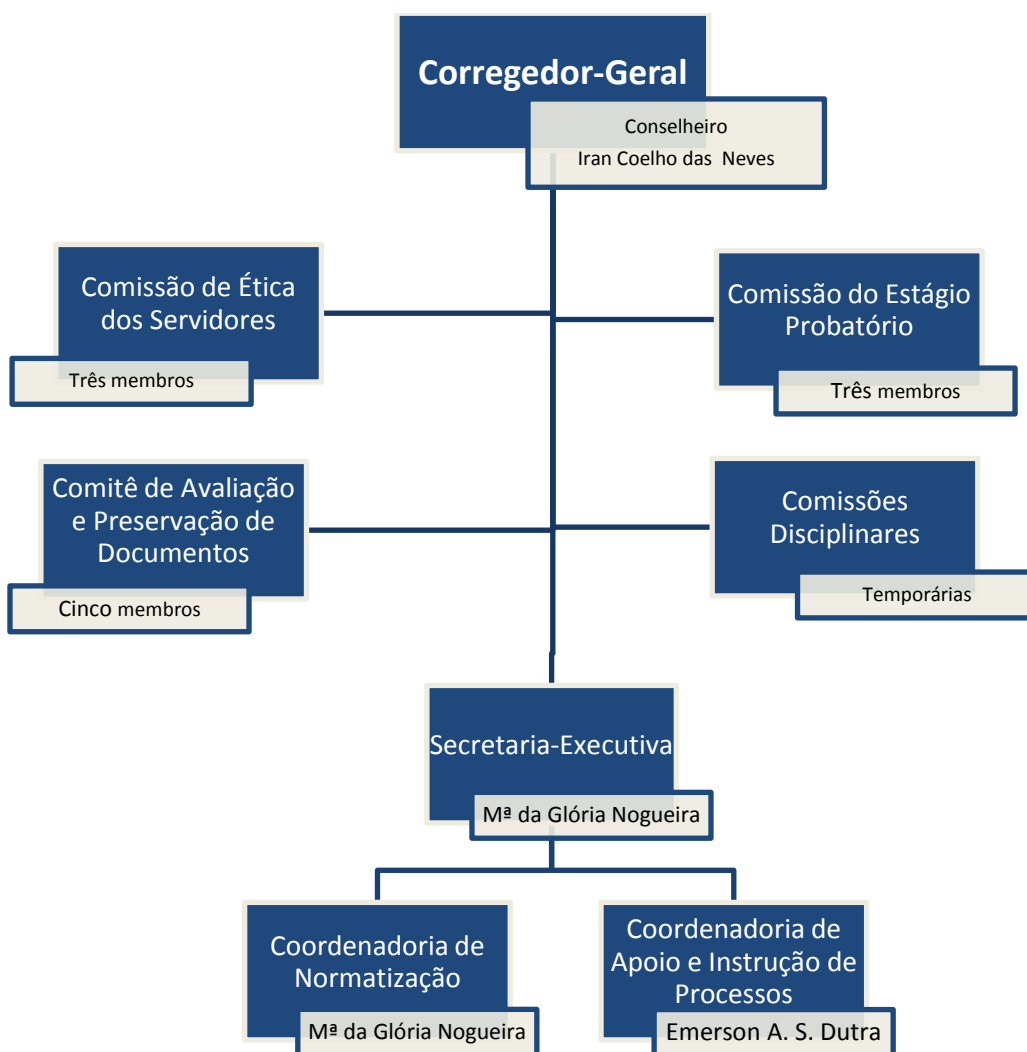 Corregedor-Geral
Conselheiro
Iran Coelho das Neves
Comissão de Ética
dos Servidores
Três membros
Comissão do Estágio
Probatório
Três membros
Comitê de Avaliação
e Preservação de
Documentos
Cinco membros
Comissões
Disciplinares
Temporárias
Secretaria-Executiva
Mª da Glória Nogueira
Coordenadoria de
Normatização
Mª da Glória Nogueira
Coordenadoria de
Apoio e Instrução de
Processos
Emerson A. S. Dutra